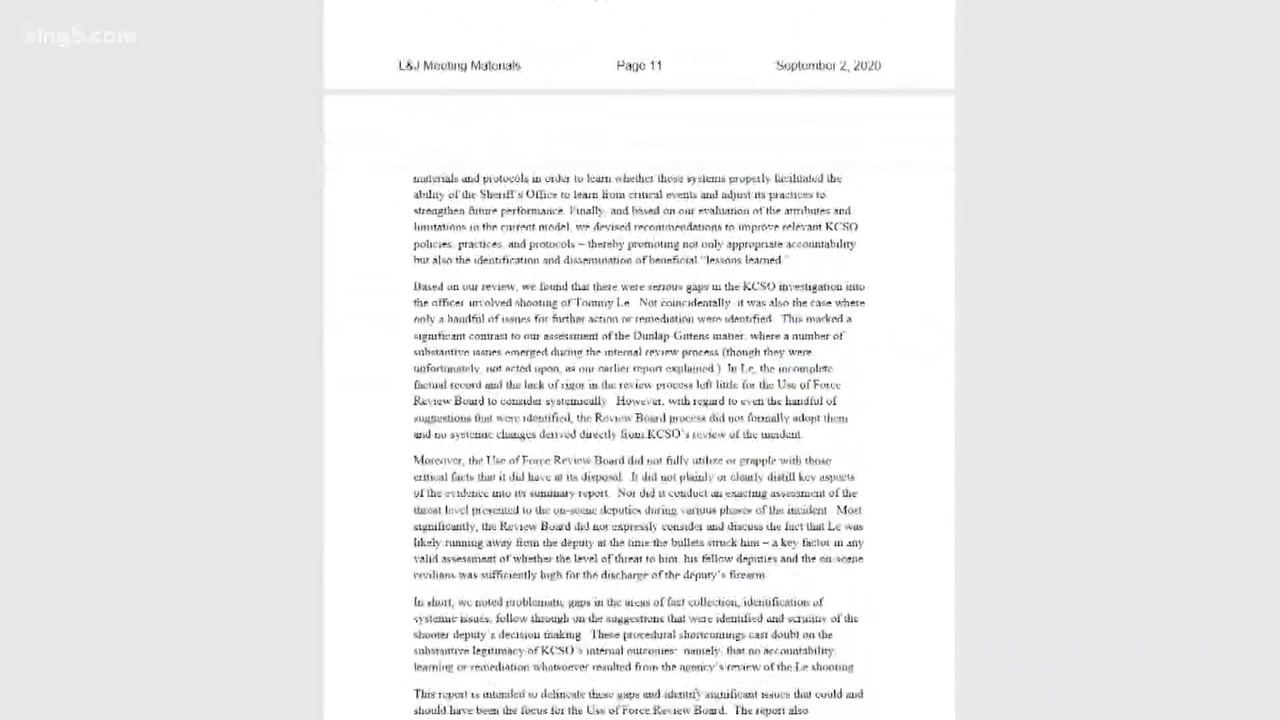 king5.com
L&J Meeting Materials Page 11 September 2, 2020
materials and protocols in order to learn whether those systems properly facilitated the
ability of the Sheriff's Office to learn from critical events and adjust its practices to
strengthen future performance. Finally, and based on our evaluation of the attributes and
limitations in the current model, we devised recommendations to improve relevant KCSO
policies, practices, and protocols – thereby promoting not only appropriate accountability
but also the identification and dissemination of beneficial "lessons learned."
Based on our review, we found that there were serious gaps in the KCSO investigation into
the officer involved shooting of Tommy Le. Not coincidentally, it was also the case where
only a handful of issues for further action or remediation were identified. This marked a
significant contrast to our assessment of the Dunlap-Gittens matter, where a number of
substantive issues emerged during the internal review process (though they were,
unfortunately, not acted upon, as our earlier report explained.) In Le, the incomplete
factual record and the lack of rigor in the review process left little for the Use of Force
Review Board to consider systemically. However, with regard to even the handful of
suggestions that were identified, the Review Board process did not formally adopt them
and no systemic changes derived directly from KCSO's review of the incident.
Moreover, the Use of Force Review Board did not fully utilize or grapple with those
critical facts that it did have at its disposal. It did not plainly or clearly distill key aspects
of the evidence into its summary report. Nor did it conduct an exacting assessment of the
threat level presented to the on-scene deputies during various phases of the incident. Most
significantly, the Review Board did not expressly consider and discuss the fact that Le was
likely running away from the deputy at the time the bullets struck him – a key factor in any
valid assessment of whether the level of threat to him, his fellow deputies and the on-scene
civilians was sufficiently high for the discharge of the deputy's firearm.
In short, we noted problematic gaps in the areas of fact collection, identification of
systemic issues, follow through on the suggestions that were identified and scrutiny of the
shooter deputy's decision making. These procedural shortcomings cast doubt on the
substantive legitimacy of KCSO's internal outcomes: namely, that no accountability,
learning or remediation whatsoever resulted from the agency's review of the Le shooting.
This report is intended to delineate these gaps and identify significant issues that could and
should have been the focus for the Use of Force Review Board. The report also